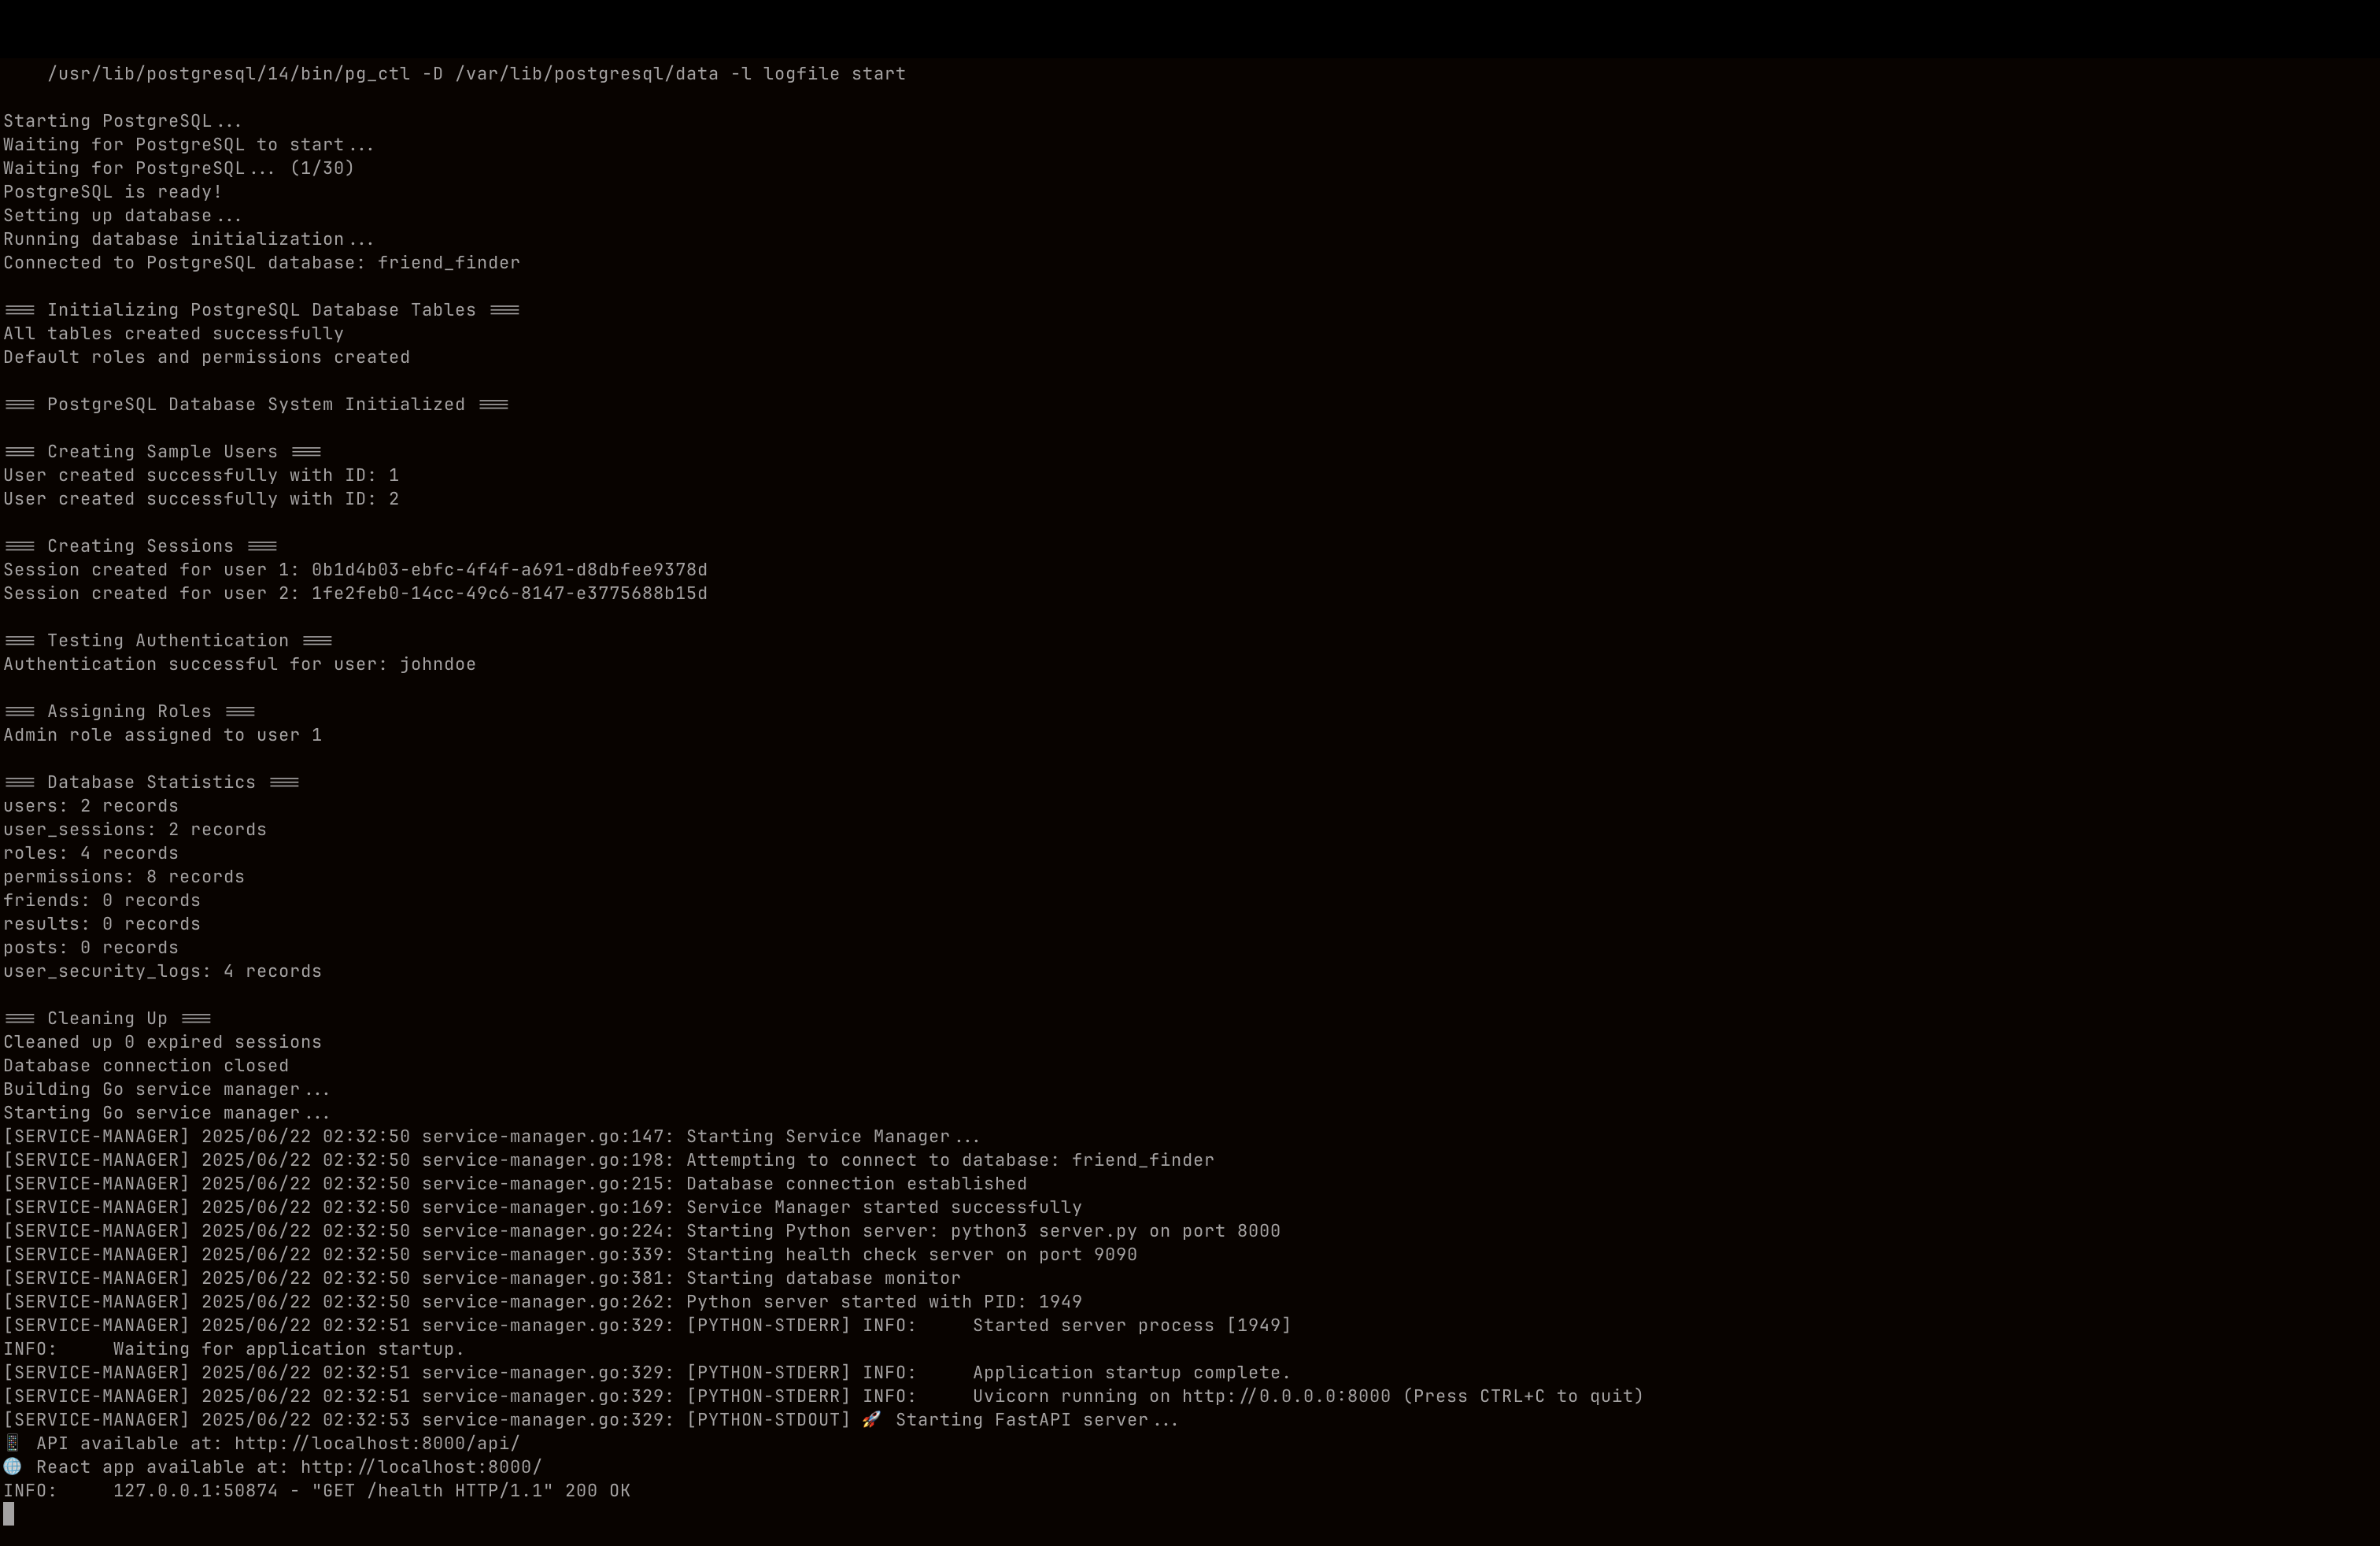 /usr/lib/postgresql/14/bin/pg_ctl -D /var/lib/postgresql/data -l logfile start
Starting PostgreSQL...
Waiting for PostgreSQL to start...
Waiting for PostgreSQL... (1/30)
PostgreSQL is ready!
Setting up database...
Running database initialization...
Connected to PostgreSQL database: friend_finder
=== Initializing PostgreSQL Database Tables ===
All tables created successfully
Default roles and permissions created
=== PostgreSQL Database System Initialized ===
=== Creating Sample Users ===
User created successfully with ID: 1
User created successfully with ID: 2
=== Creating Sessions ===
Session created for user 1: 0b1d4b03-ebfc-4f4f-a691-d8dbfee9378d
Session created for user 2: 1fe2feb0-14cc-49c6-8147-e3775688b15d
=== Testing Authentication ===
Authentication successful for user: johndoe
=== Assigning Roles ===
Admin role assigned to user 1
=== Database Statistics ===
users: 2 records
user_sessions: 2 records
roles: 4 records
permissions: 8 records
friends: 0 records
results: 0 records
posts: 0 records
user_security_logs: 4 records
=== Cleaning Up ===
Cleaned up 0 expired sessions
Database connection closed
Building Go service manager...
Starting Go service manager...
[SERVICE-MANAGER] 2025/06/22 02:32:50 service-manager.go:147: Starting Service Manager...
[SERVICE-MANAGER] 2025/06/22 02:32:50 service-manager.go:198: Attempting to connect to database: friend_finder
[SERVICE-MANAGER] 2025/06/22 02:32:50 service-manager.go:215: Database connection established
[SERVICE-MANAGER] 2025/06/22 02:32:50 service-manager.go:169: Service Manager started successfully
[SERVICE-MANAGER] 2025/06/22 02:32:50 service-manager.go:224: Starting Python server: python3 server.py on port 8000
[SERVICE-MANAGER] 2025/06/22 02:32:50 service-manager.go:339: Starting health check server on port 9090
[SERVICE-MANAGER] 2025/06/22 02:32:50 service-manager.go:381: Starting database monitor
[SERVICE-MANAGER] 2025/06/22 02:32:50 service-manager.go:262: Python server started with PID: 1949
[SERVICE-MANAGER] 2025/06/22 02:32:51 service-manager.go:329: [PYTHON-STDERR] INFO:     Started server process [1949]
INFO:     Waiting for application startup.
[SERVICE-MANAGER] 2025/06/22 02:32:51 service-manager.go:329: [PYTHON-STDERR] INFO:     Application startup complete.
[SERVICE-MANAGER] 2025/06/22 02:32:51 service-manager.go:329: [PYTHON-STDERR] INFO:     Uvicorn running on http://0.0.0.0:8000 (Press CTRL+C to quit)
[SERVICE-MANAGER] 2025/06/22 02:32:53 service-manager.go:329: [PYTHON-STDOUT] 🚀 Starting FastAPI server...
📱 API available at: http://localhost:8000/api/
🌐 React app available at: http://localhost:8000/
INFO:     127.0.0.1:50874 - "GET /health HTTP/1.1" 200 OK